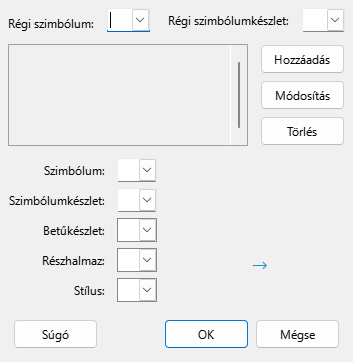 Régi szimbólum: Régi szimbólumkészlet:
Hozzáadás
Módosítás
Törlés
Szimbólum:
Szimbólumkészlet:
Betűkészlet:
Részhalmaz:
→
Stílus:
Súgó OK Mégse